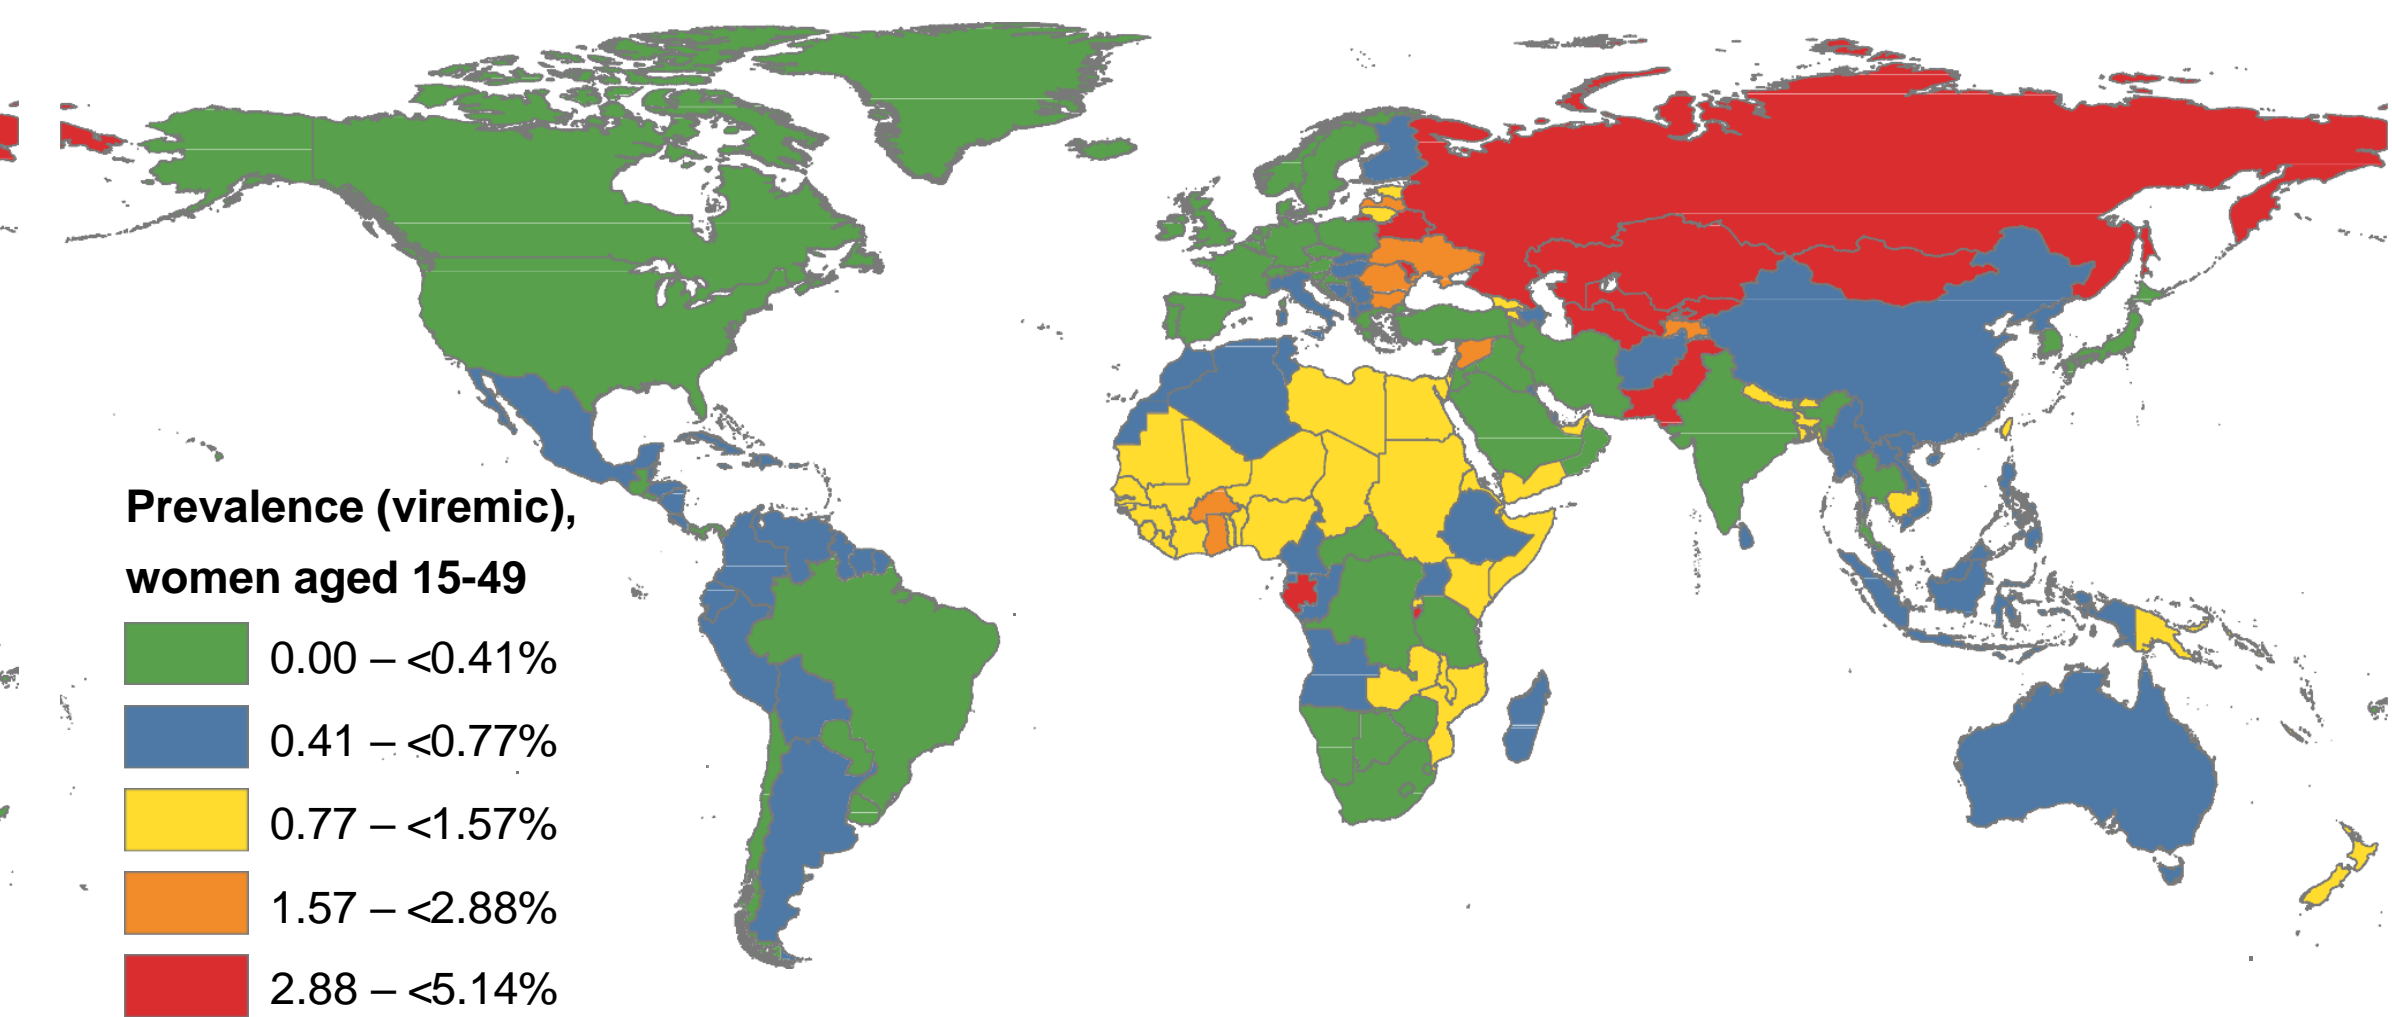 Prevalence (viremic),
women aged 15-49
0.00 – <0.41%
0.41 – <0.77%
0.77 – <1.57%
1.57 – <2.88%
2.88 – <5.14%